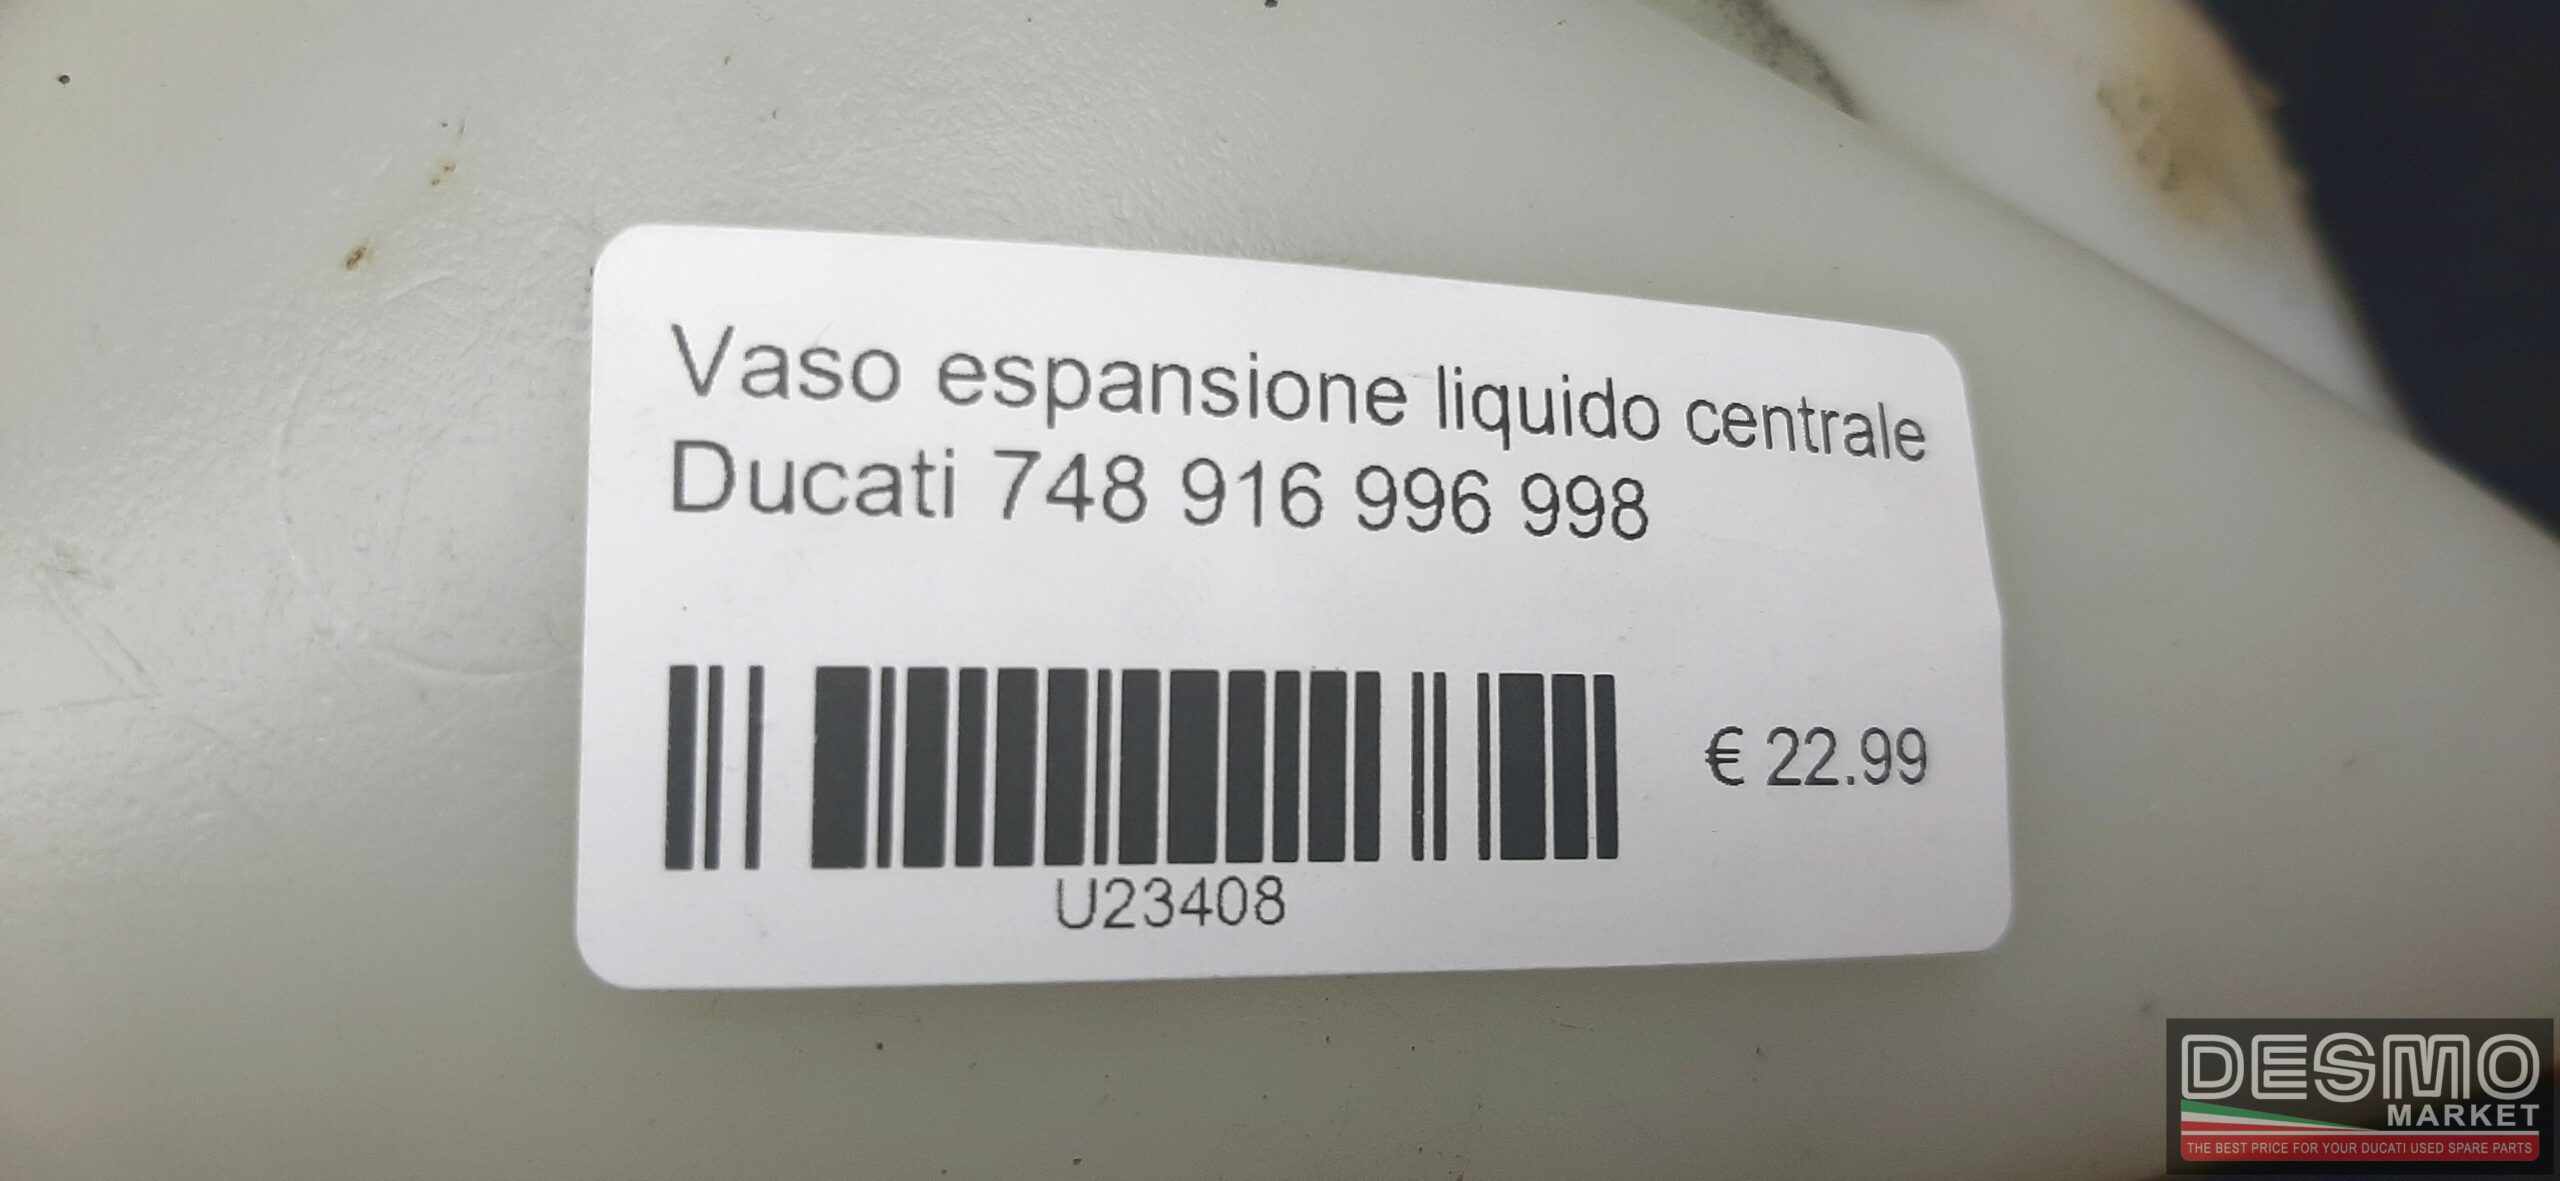 Vaso espansione liquido centrale
Ducati 748 916 996 998
€ 22.99
U23408
DESMO
MARKET
THE BEST PRICE FOR YOUR DUCATI USED SPARE PARTS